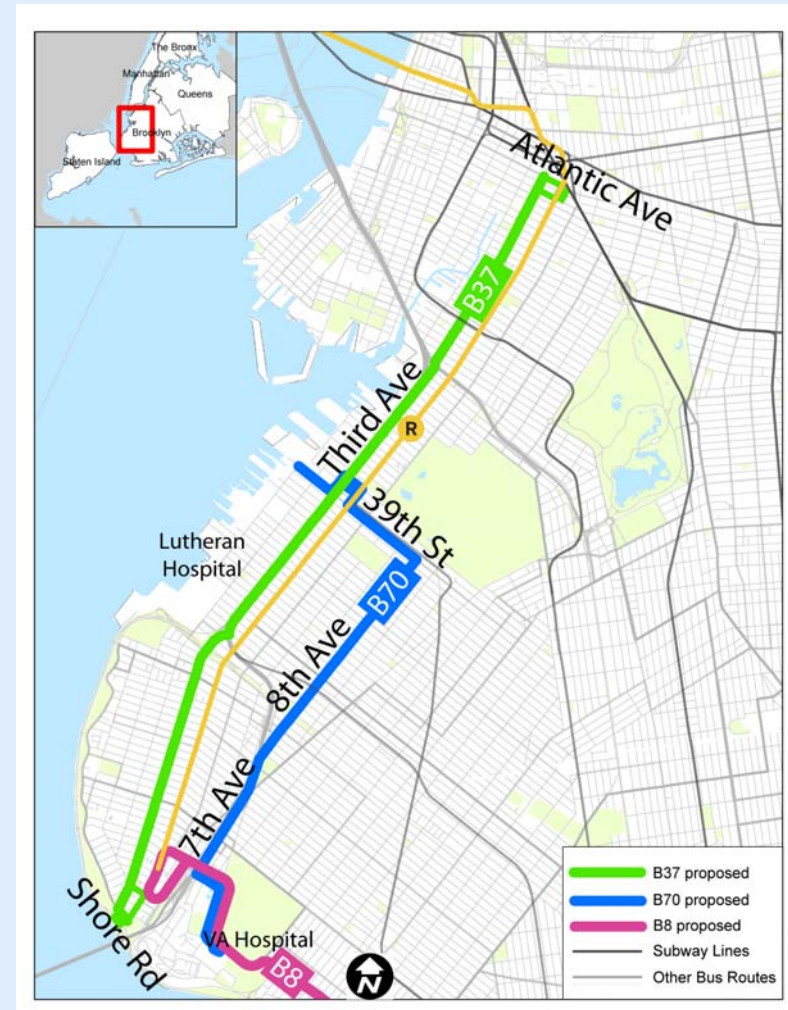 The Bronx
Manhattan
Queens
Brooklyn
Staten Island
Atlantic Ave
B37
Third Ave
R
39th St
Lutheran
Hospital
B70
8th Ave
7th Ave
Shore Rd
VA Hospital
B8
B37 proposed
B70 proposed
B8 proposed
Subway Lines
Other Bus Routes